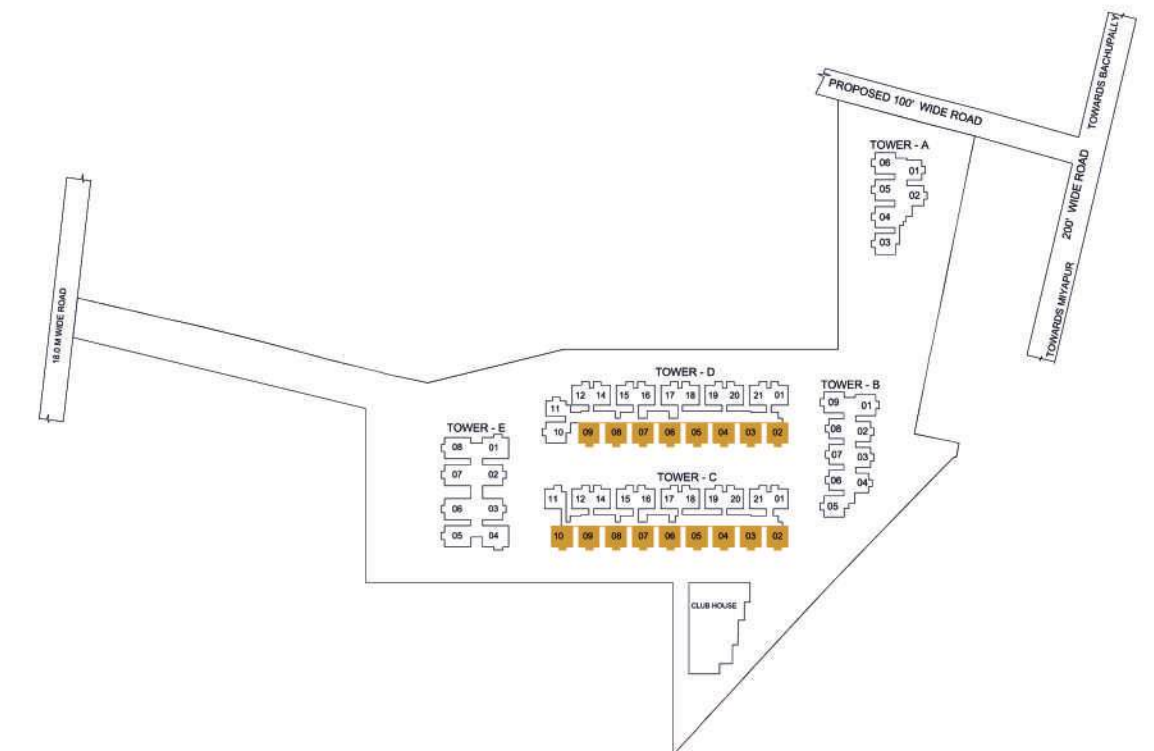 TOWARDS BACHUPALLY
PROPOSED 100' WIDE ROAD
200' WIDE ROAD
TOWARDS MIYAPUR
18.0 M WIDE ROAD
TOWER - A
06
01
05
02
04
03
TOWER - D
12 14 15 16 17 18 19 20 21 01
11
10 09 08 07 06 05 04 03 02
TOWER - B
09 01
08 02
07 03
06 04
05
TOWER - E
08 01
07 02
06 03
05 04
TOWER - C
11 12 14 15 16 17 18 19 20 21 01
10 09 08 07 06 05 04 03 02
CLUB HOUSE